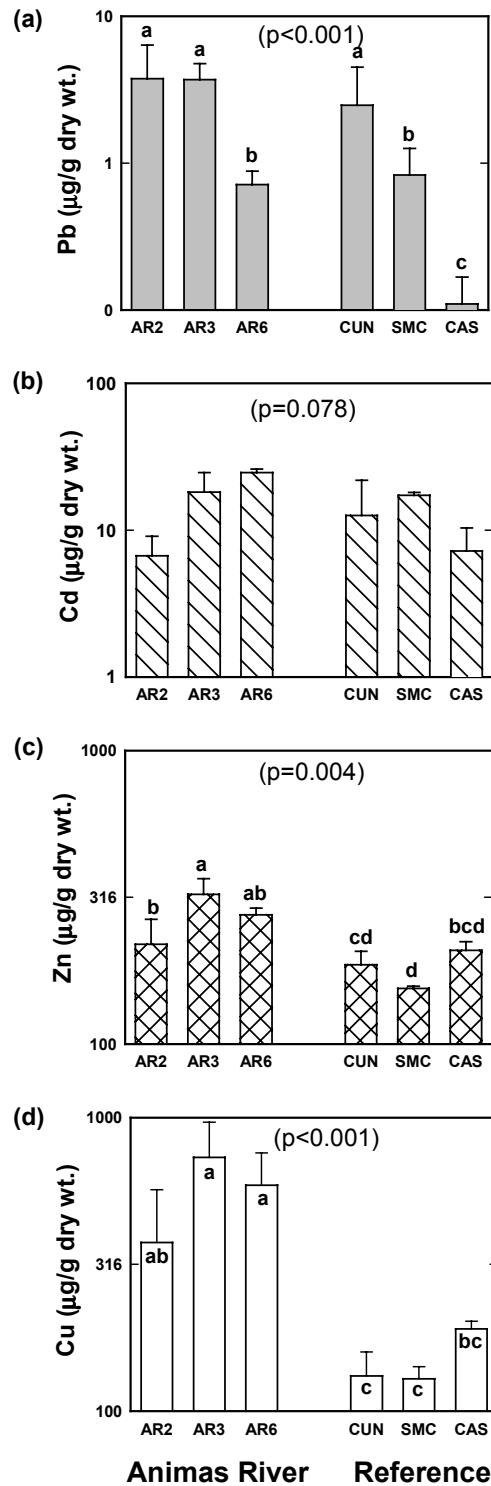 (a)
Pb (µg/g dry wt.)
10
1
0
(p<0.001)
a a b a b c
AR2 AR3 AR6 CUN SMC CAS
(b)
Cd (µg/g dry wt.)
100
10
1
(p=0.078)
AR2 AR3 AR6 CUN SMC CAS
(c)
Zn (µg/g dry wt.)
1000
316
100
(p=0.004)
b a ab cd d bcd
AR2 AR3 AR6 CUN SMC CAS
(d)
Cu (µg/g dry wt.)
1000
316
100
(p<0.001)
ab a a c c bc
AR2 AR3 AR6 CUN SMC CAS
Animas River Reference